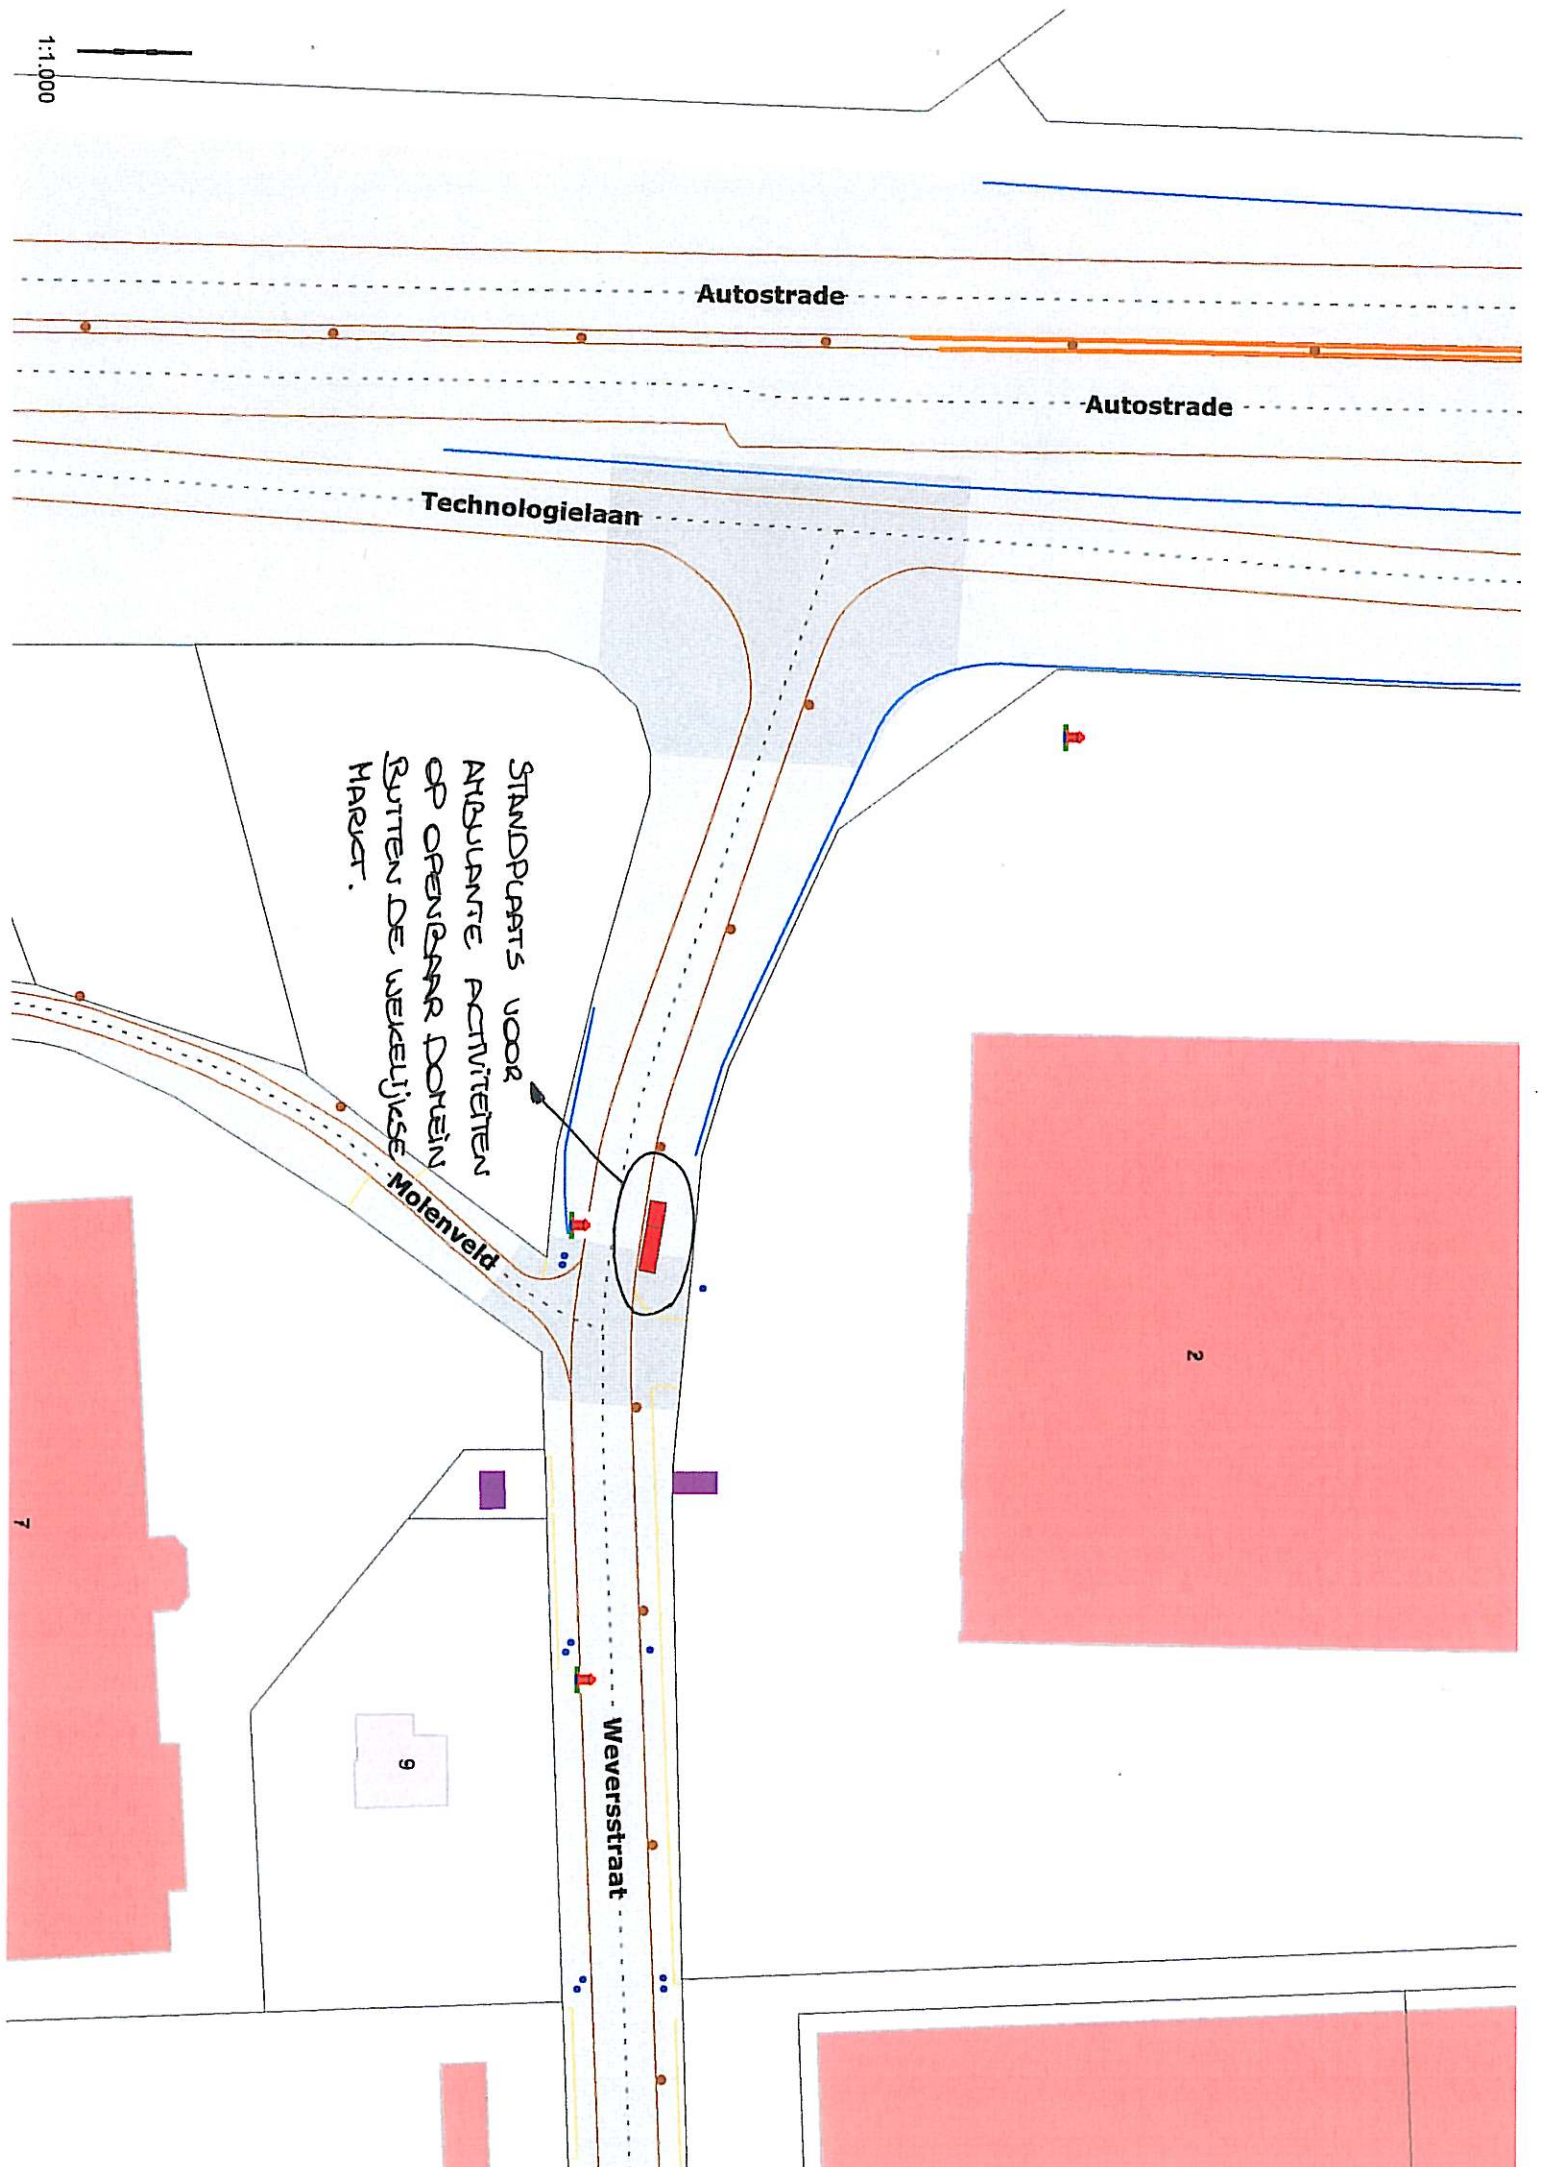 1:1.000
Autostrade
Autostrade
Technologielaan
STANDPLAATS VOOR
AMBULANTE ACTIVITEITEN
OP OPENBAAR DOMEIN
BUITEN DE WEKELIJKSE
MARKT.
Molenveld
2
7
9
Weversstraat